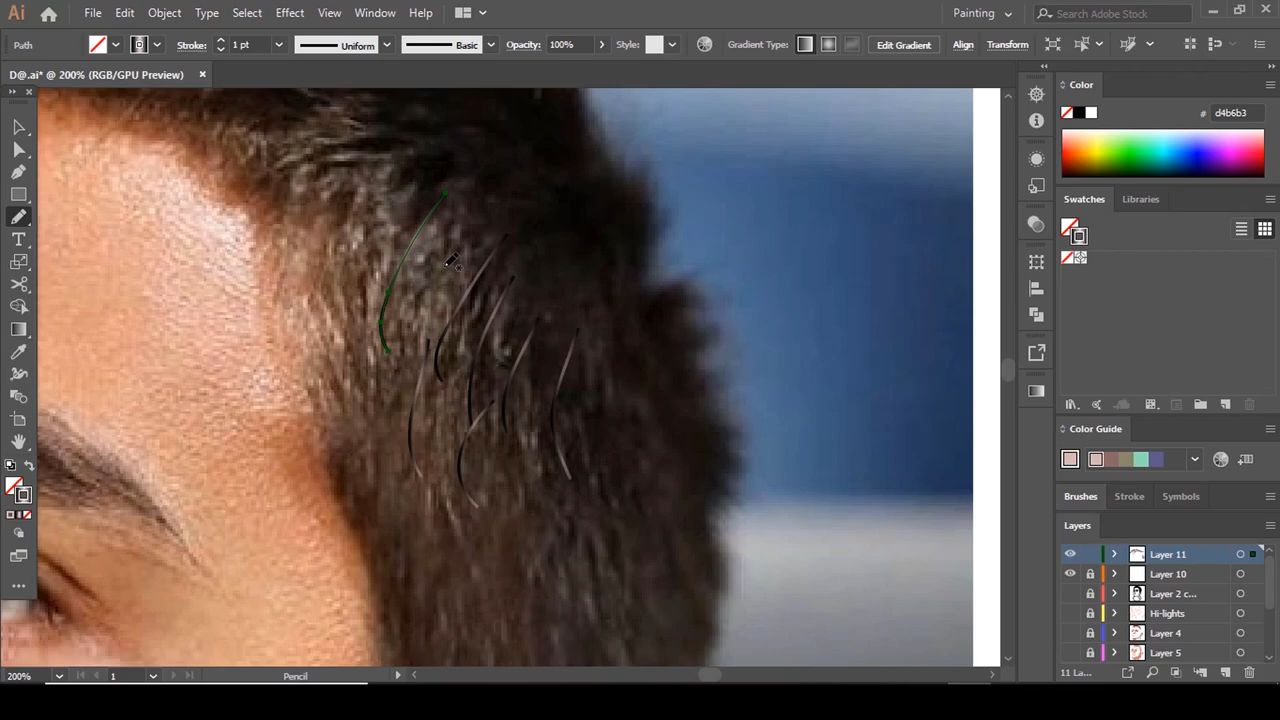 Ai File Edit Object Type Select Effect View Window Help Painting Search Adobe Stock
Path Stroke: 1 pt Uniform Basic Opacity: 100% Style: Gradient Type: Edit Gradient Align Transform
D@.ai* @ 200% (RGB/GPU Preview)
Color
# d4b6b3
Swatches Libraries
Color Guide
Brushes Stroke Symbols
Layers
Layer 11
Layer 10
Layer 2 c...
Hi-lights
Layer 4
Layer 5
200% 1 Pencil 11 La...